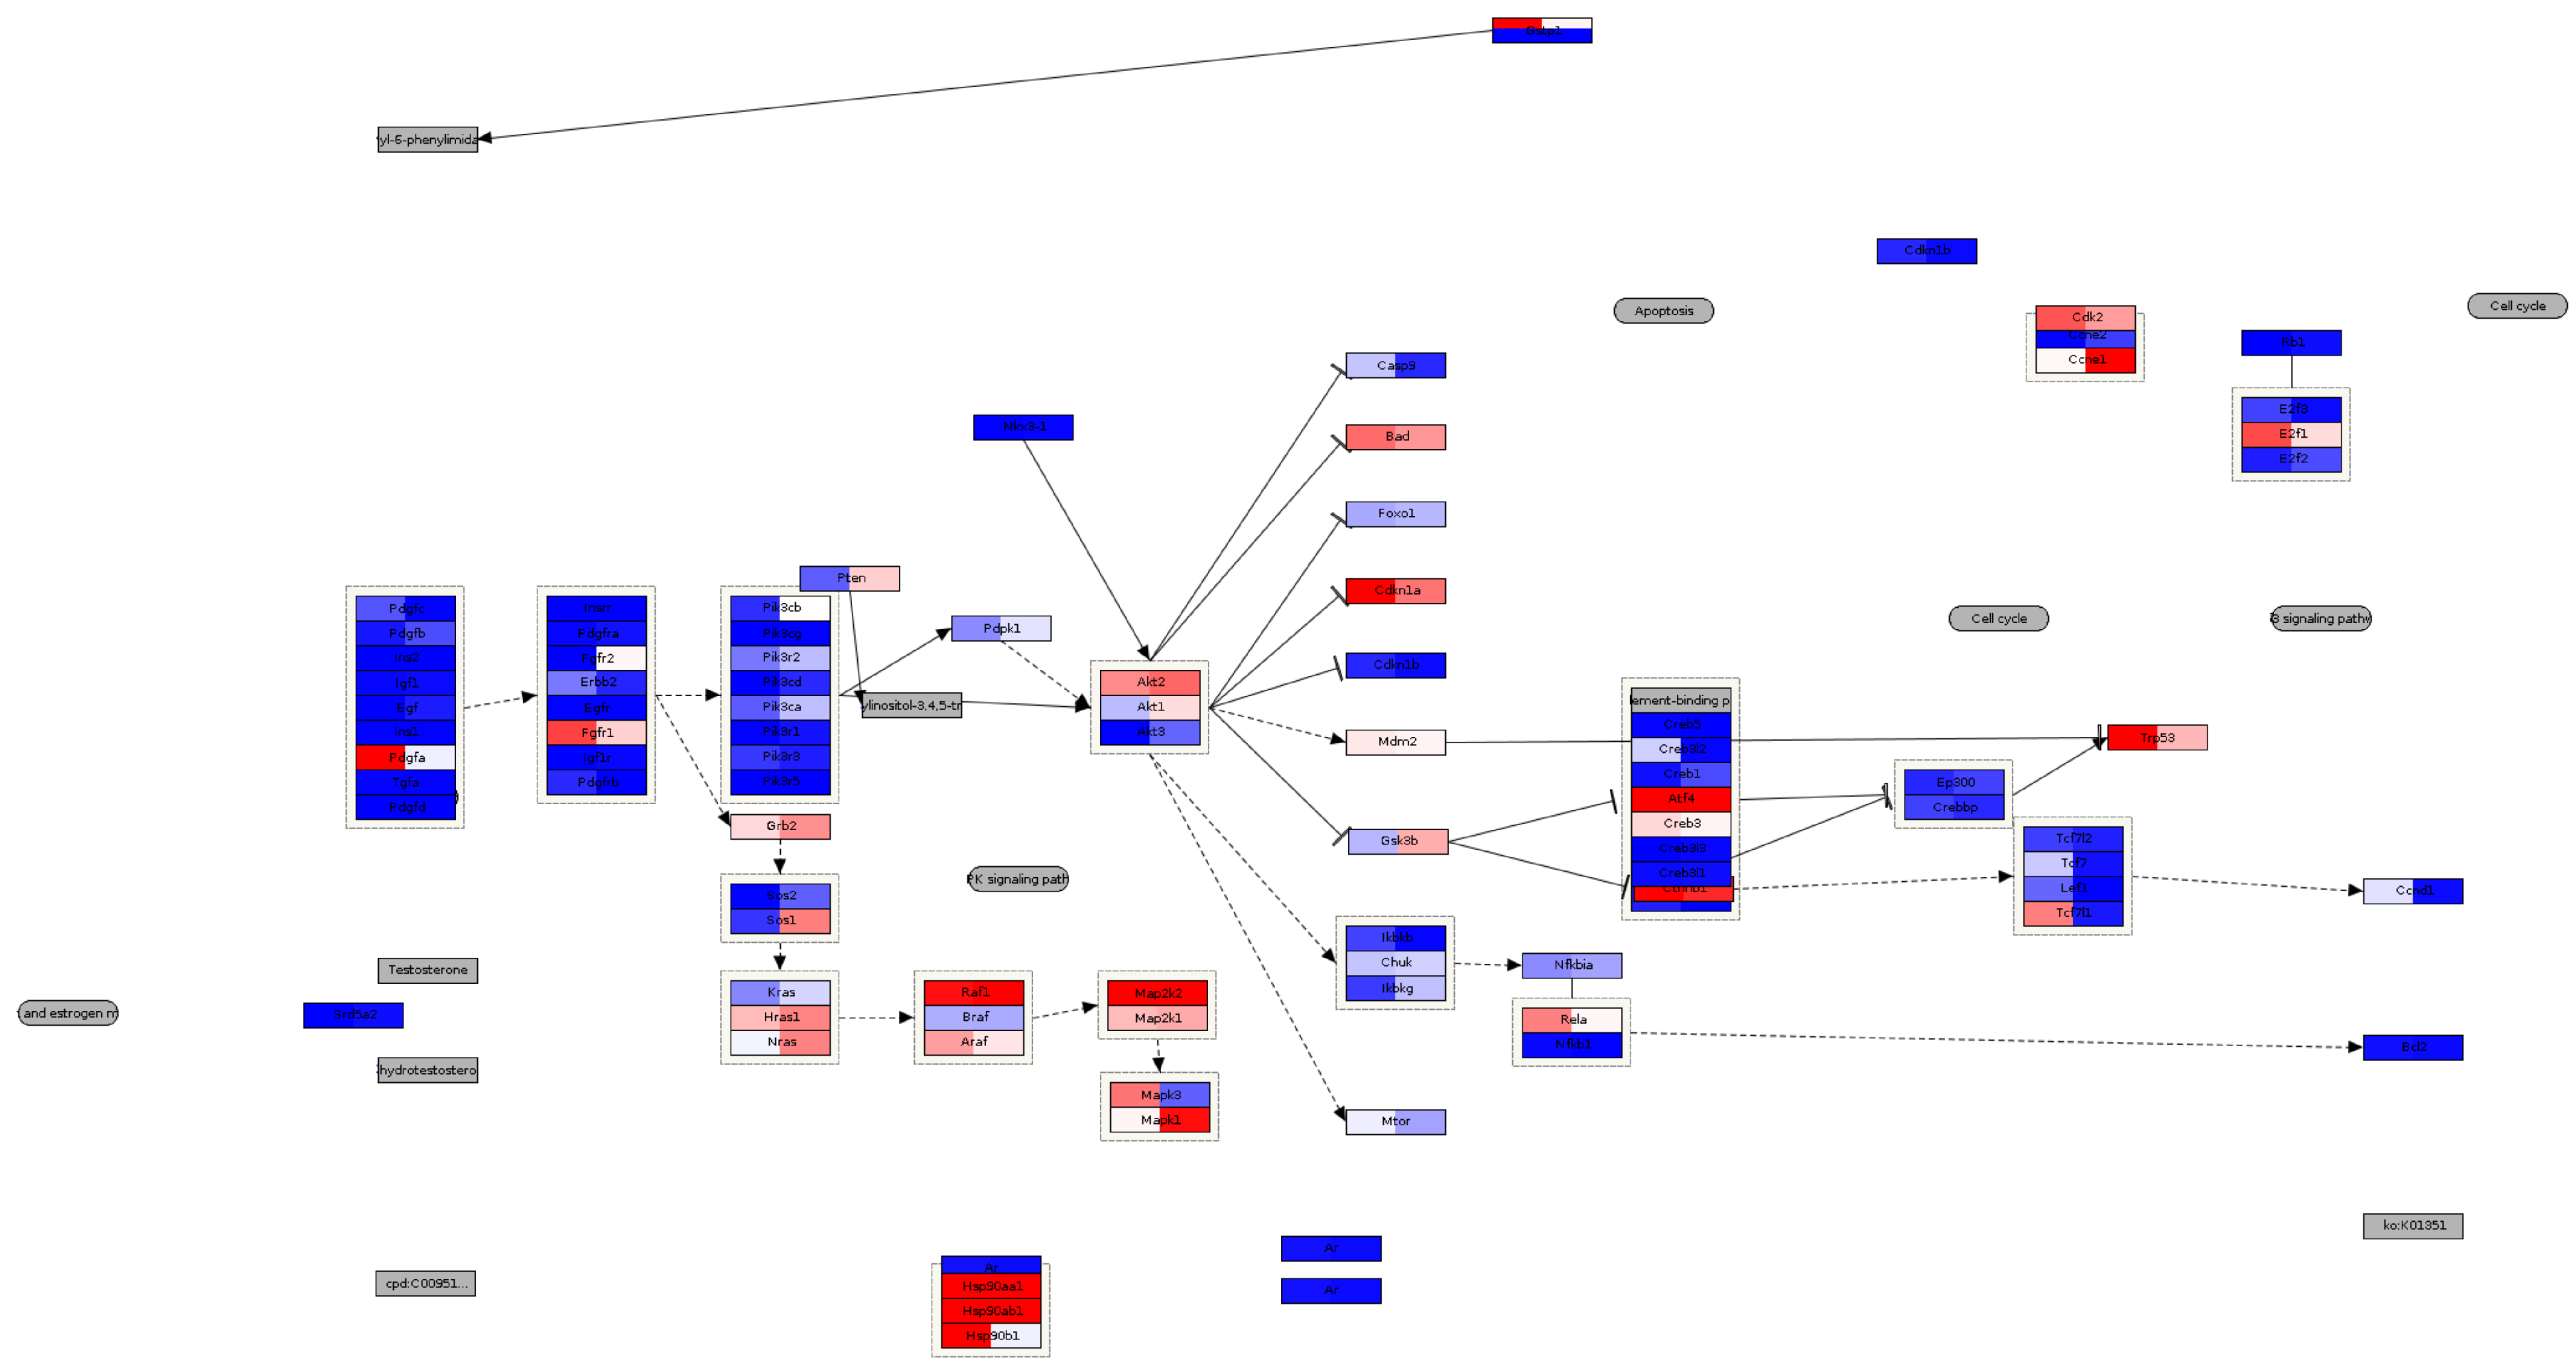 Gstp1
yl-6-phenylimida
Cdkn1b
Apoptosis
Cell cycle
Cdk2
Ccne2
Ccne1
Rb1
E2f3
E2f1
E2f2
Casp9
Bad
Nkx3-1
Foxo1
Pten
Cdkn1a
Cell cycle
3 signaling pathw
Pdgfc
Pdgfb
Ins2
Igf1
Egf
Ins1
Pdgfa
Tgfa
Pdgfd
Insrr
Pdgfra
Fgfr2
Erbb2
Egfr
Fgfr1
Igf1r
Pdgfrb
Pik3cb
Pik3cg
Pik3r2
Pik3cd
Pik3ca
Pik3r1
Pik3r3
Pik3r5
Pdpk1
ylinositol-3,4,5-tr
Akt2
Akt1
Akt3
Cdkn1b
Mdm2
Gsk3b
lement-binding p
Creb5
Creb3l2
Creb1
Atf4
Creb3
Creb3l3
Creb3l1
Ctnnb1
Trp53
Ep300
Crebbp
Tcf7l2
Tcf7
Lef1
Tcf7l1
Ccnd1
Grb2
PK signaling path
Sos2
Sos1
Ikbkb
Chuk
Ikbkg
Nfkbia
Testosterone
and estrogen m
Srd5a2
Kras
Hras1
Nras
Raf1
Braf
Araf
Map2k2
Map2k1
Rela
Nfkb1
Bcl2
hydrotestostero
Mapk3
Mapk1
Mtor
ko:K01351
Ar
Ar
Ar
Hsp90aa1
Hsp90ab1
Hsp90b1
cpd:C00951...